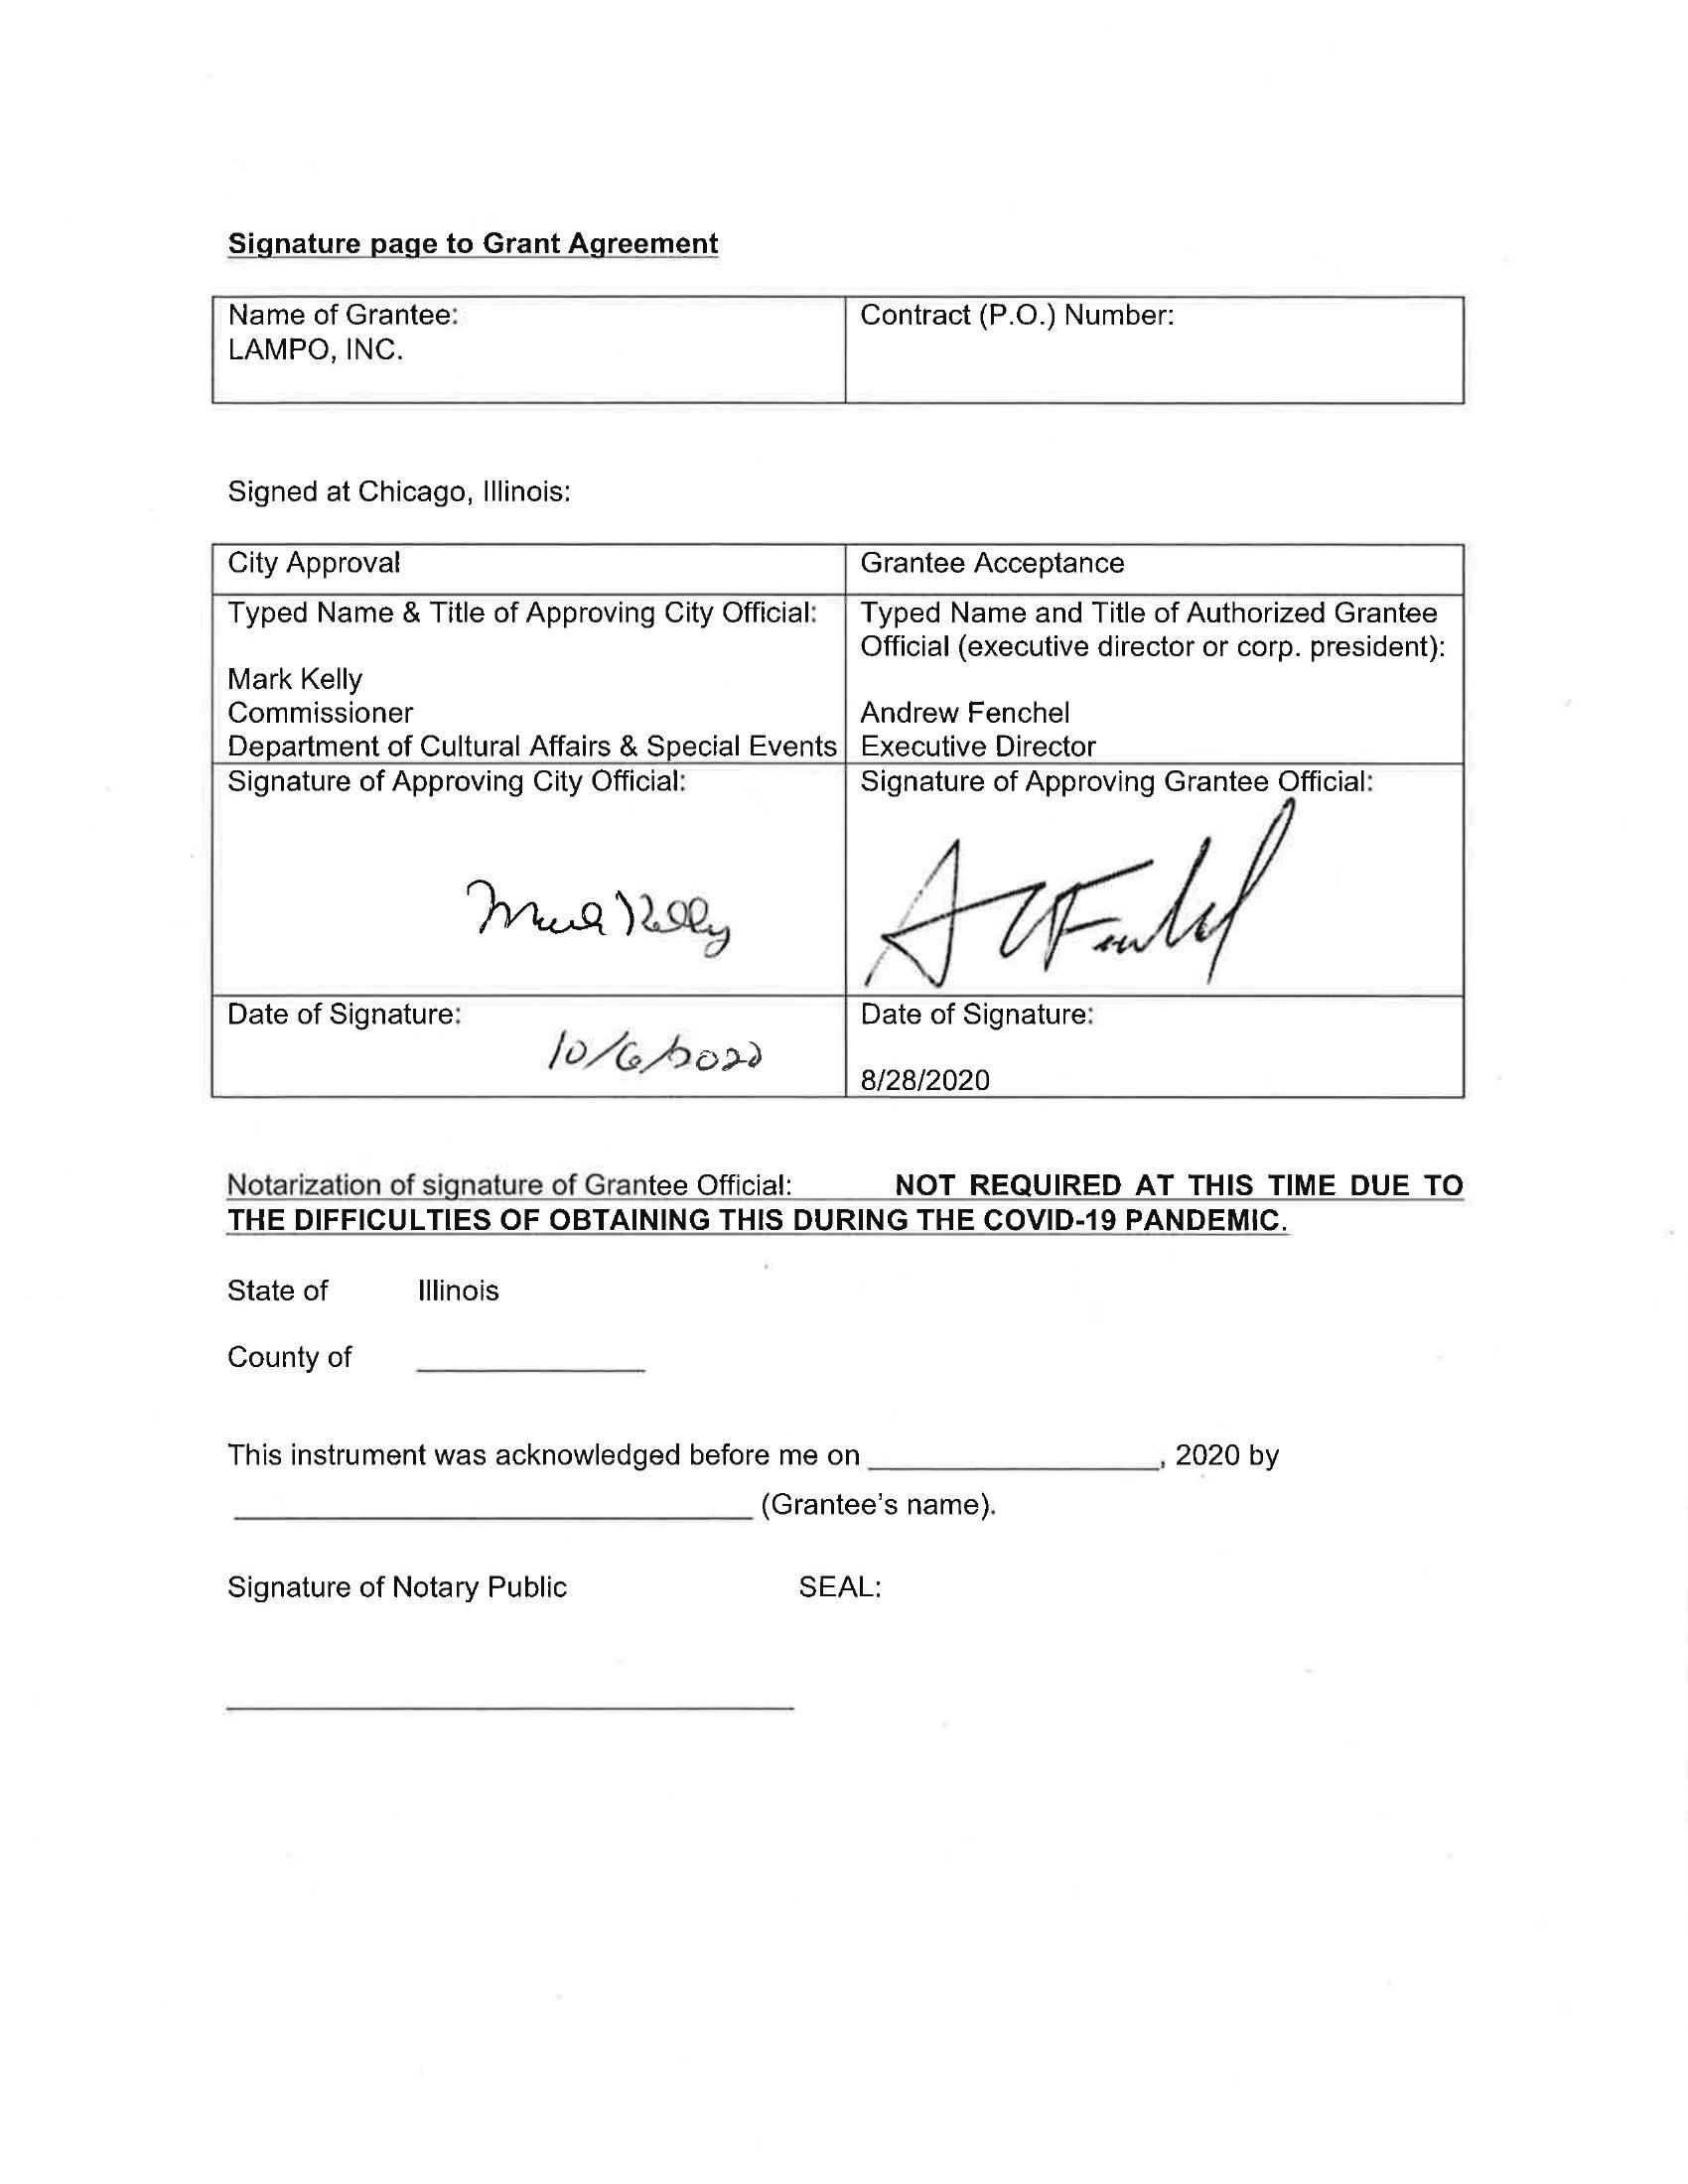 Signature page to Grant Agreement
Name of Grantee:
LAMPO, INC.
Contract (P.O.) Number:
Signed at Chicago, Illinois:
City Approval
Grantee Acceptance
Typed Name & Title of Approving City Official:
Mark Kelly
Commissioner
Department of Cultural Affairs & Special Events
Typed Name and Title of Authorized Grantee
Official (executive director or corp. president):
Andrew Fenchel
Executive Director
Signature of Approving City Official:
Mark Kelly
Signature of Approving Grantee Official:
Date of Signature:
10/6/2020
Date of Signature:
8/28/2020
Notarization of signature of Grantee Official: NOT REQUIRED AT THIS TIME DUE TO
THE DIFFICULTIES OF OBTAINING THIS DURING THE COVID-19 PANDEMIC.
State of Illinois
County of
This instrument was acknowledged before me on , 2020 by
(Grantee's name).
Signature of Notary Public SEAL: